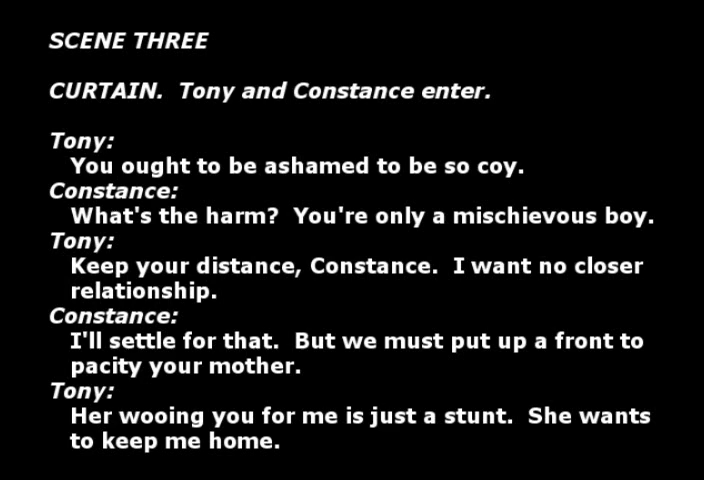 SCENE THREE
CURTAIN.  Tony and Constance enter.
Tony:
You ought to be ashamed to be so coy.
Constance:
What's the harm?  You're only a mischievous boy.
Tony:
Keep your distance, Constance.  I want no closer
relationship.
Constance:
I'll settle for that.  But we must put up a front to
pacity your mother.
Tony:
Her wooing you for me is just a stunt.  She wants
to keep me home.